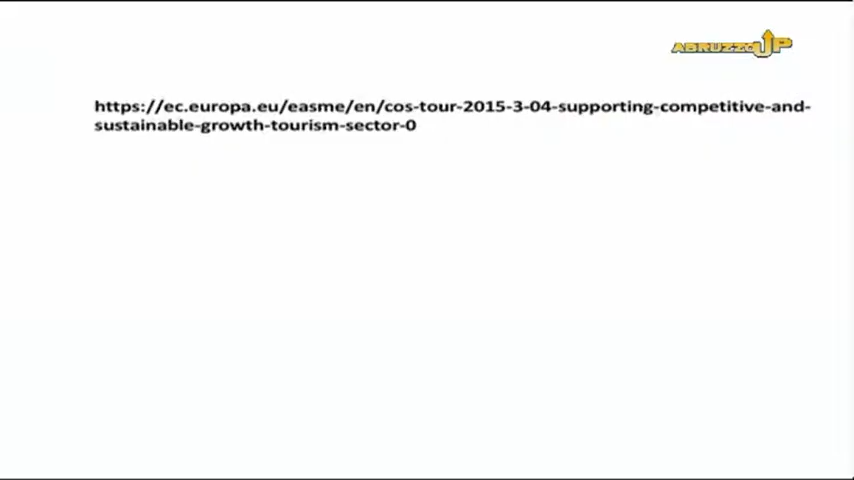 ABRUZZO UP
https://ec.europa.eu/easme/en/cos-tour-2015-3-04-supporting-competitive-and-
sustainable-growth-tourism-sector-0